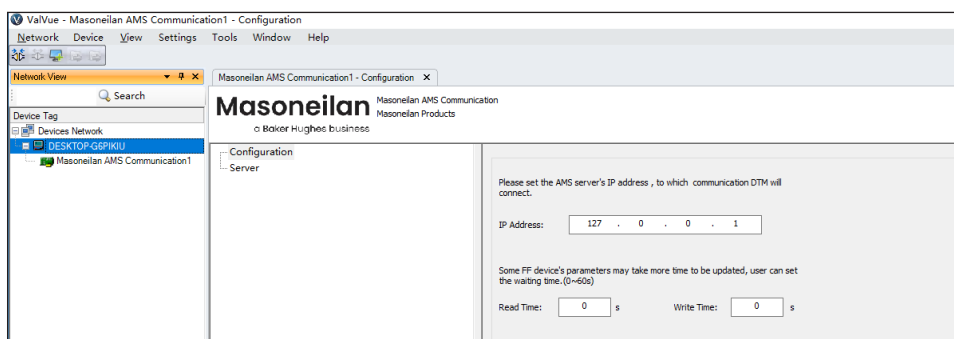 ValVue - Masoneilan AMS Communication1 - Configuration
Network Device View Settings Tools Window Help
Network View
Masoneilan AMS Communication1 - Configuration X
Search
Device Tag
Devices Network
DESKTOP-G6PIKIU
Masoneilan AMS Communication1
Masoneilan
a Baker Hughes business
Masoneilan AMS Communication
Masoneilan Products
Configuration
Server
Please set the AMS server's IP address , to which communication DTM will
connect.
IP Address: 127 . 0 . 0 . 1
Some FF device's parameters may take more time to be updated, user can set
the waiting time.(0~60s)
Read Time: 0 s Write Time: 0 s